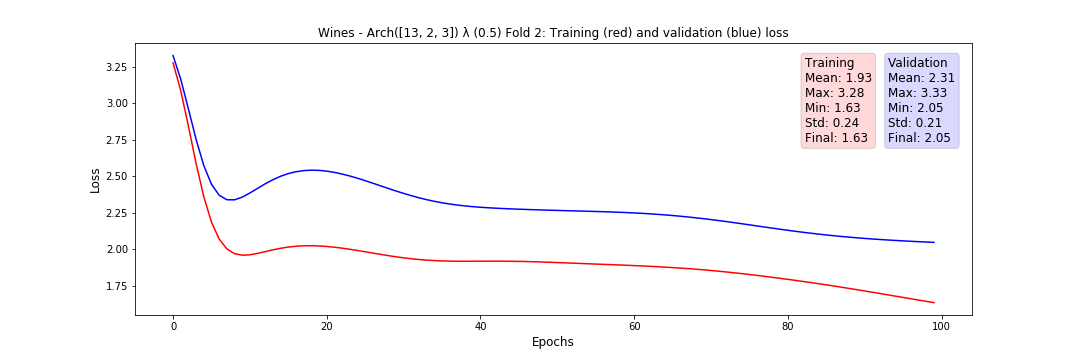 Wines - Arch([13, 2, 3]) λ (0.5) Fold 2: Training (red) and validation (blue) loss
Training
Mean: 1.93
Max: 3.28
Min: 1.63
Std: 0.24
Final: 1.63
Validation
Mean: 2.31
Max: 3.33
Min: 2.05
Std: 0.21
Final: 2.05
Loss
3.25
3.00
2.75
2.50
2.25
2.00
1.75
0
20
40
60
80
100
Epochs